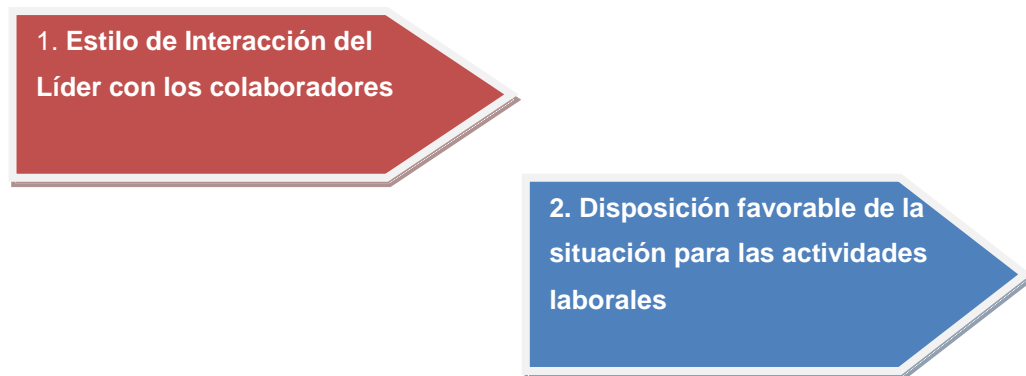 1. Estilo de Interacción del
Líder con los colaboradores
2. Disposición favorable de la
situación para las actividades
laborales